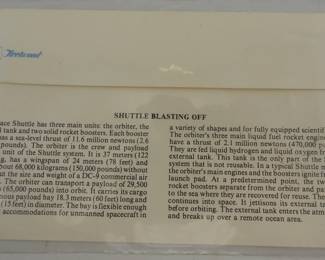 Fleetwood
SHUTTLE BLASTING OFF
ace Shuttle has three main units: the orbiter, the
l tank and two solid rocket boosters. Each booster
has a sea-level thrust of 11.6 million newtons (2.6
pounds). The orbiter is the crew and payload
unit of the Shuttle system. It is 37 meters (122
ng, has a wingspan of 24 meters (78 feet) and
bout 68,000 kilograms (150,000 pounds) without
out the size and weight of a DC-9 commercial air
The orbiter can transport a payload of 29,500
(65,000 pounds) into orbit. It carries its cargo
nous payload bay 18.3 meters (60 feet) long and
(15 feet) in diameter. The bay is flexible enough
accommodations for unmanned spacecraft in
a variety of shapes and for fully equipped scientif
The orbiter's three main liquid fuel rocket engine
have a thrust of 2.1 million newtons (470,000 po
They are fed liquid hydrogen and liquid oxygen fr
external tank. This tank is the only part of the
system that is not reusable. In a typical Shuttle m
the orbiter's main engines and the boosters ignite fr
launch pad. At a predetermined point, the two
rocket boosters separate from the orbiter and pa
to the sea where they are recovered for reuse. The
continues into space. It jettisons its external ta
before orbiting. The external tank enters the atm
and breaks up over a remote ocean area.